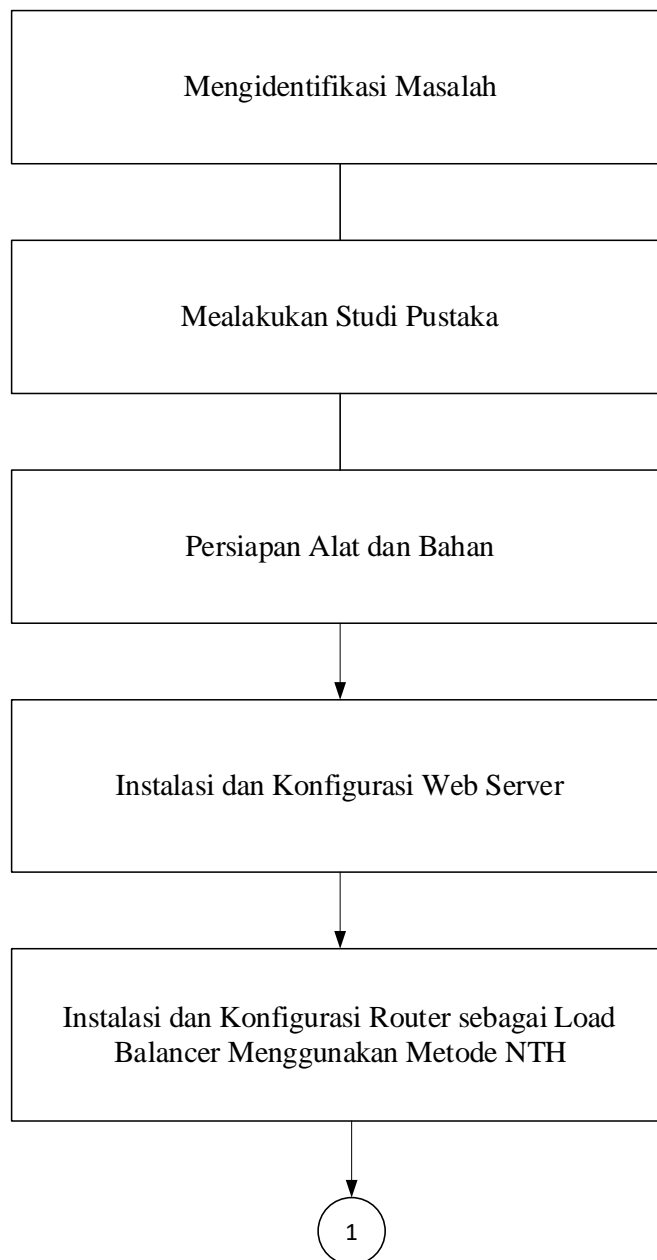 Mengidentifikasi Masalah
Mealakukan Studi Pustaka
Persiapan Alat dan Bahan
Instalasi dan Konfigurasi Web Server
Instalasi dan Konfigurasi Router sebagai Load
Balancer Menggunakan Metode NTH
1